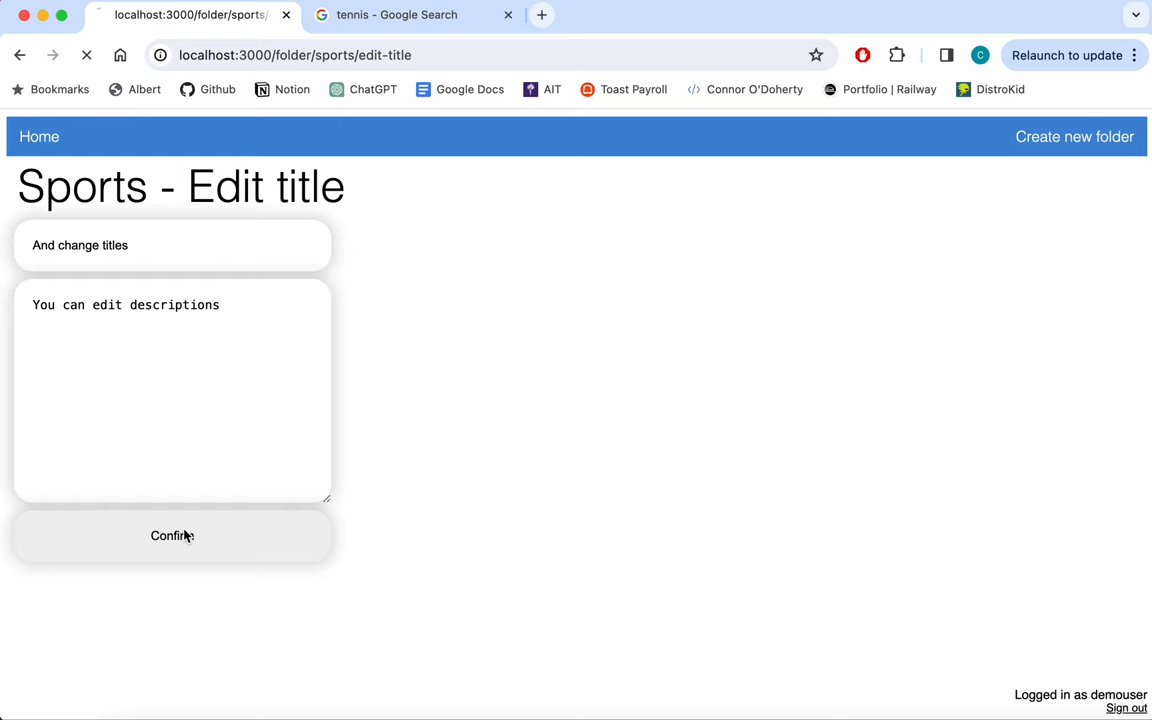 localhost:3000/folder/sports/
tennis - Google Search
localhost:3000/folder/sports/edit-title
Relaunch to update
Bookmarks Albert Github Notion ChatGPT Google Docs AIT Toast Payroll </> Connor O'Doherty Portfolio | Railway DistroKid
Home Create new folder
Sports - Edit title
And change titles
You can edit descriptions
Confirm
Logged in as demouser
Sign out